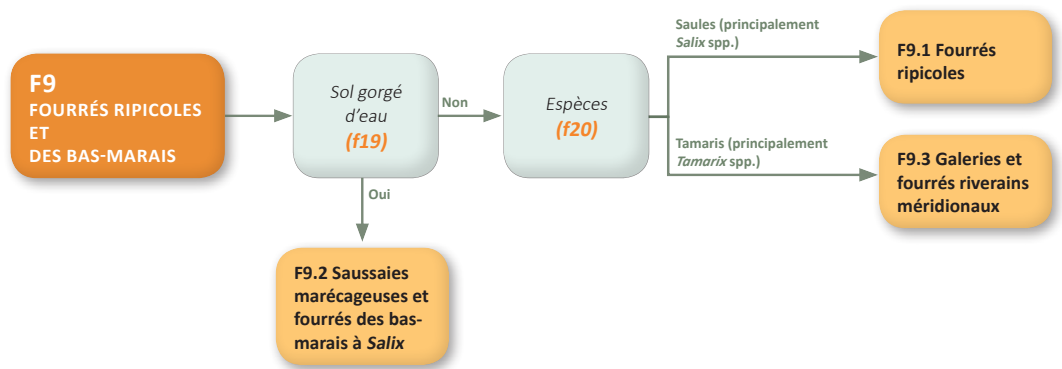 F9
FOURRÉS RIPICOLES
ET
DES BAS-MARAIS
Sol gorgé
d'eau
(f19)
Non
Oui
Espèces
(f20)
Saules (principalement
Salix spp.)
F9.1 Fourrés
ripicoles
Tamaris (principalement
Tamarix spp.)
F9.3 Galeries et
fourrés riverains
méridionaux
F9.2 Saussaies
marécageuses et
fourrés des bas-
marais à Salix